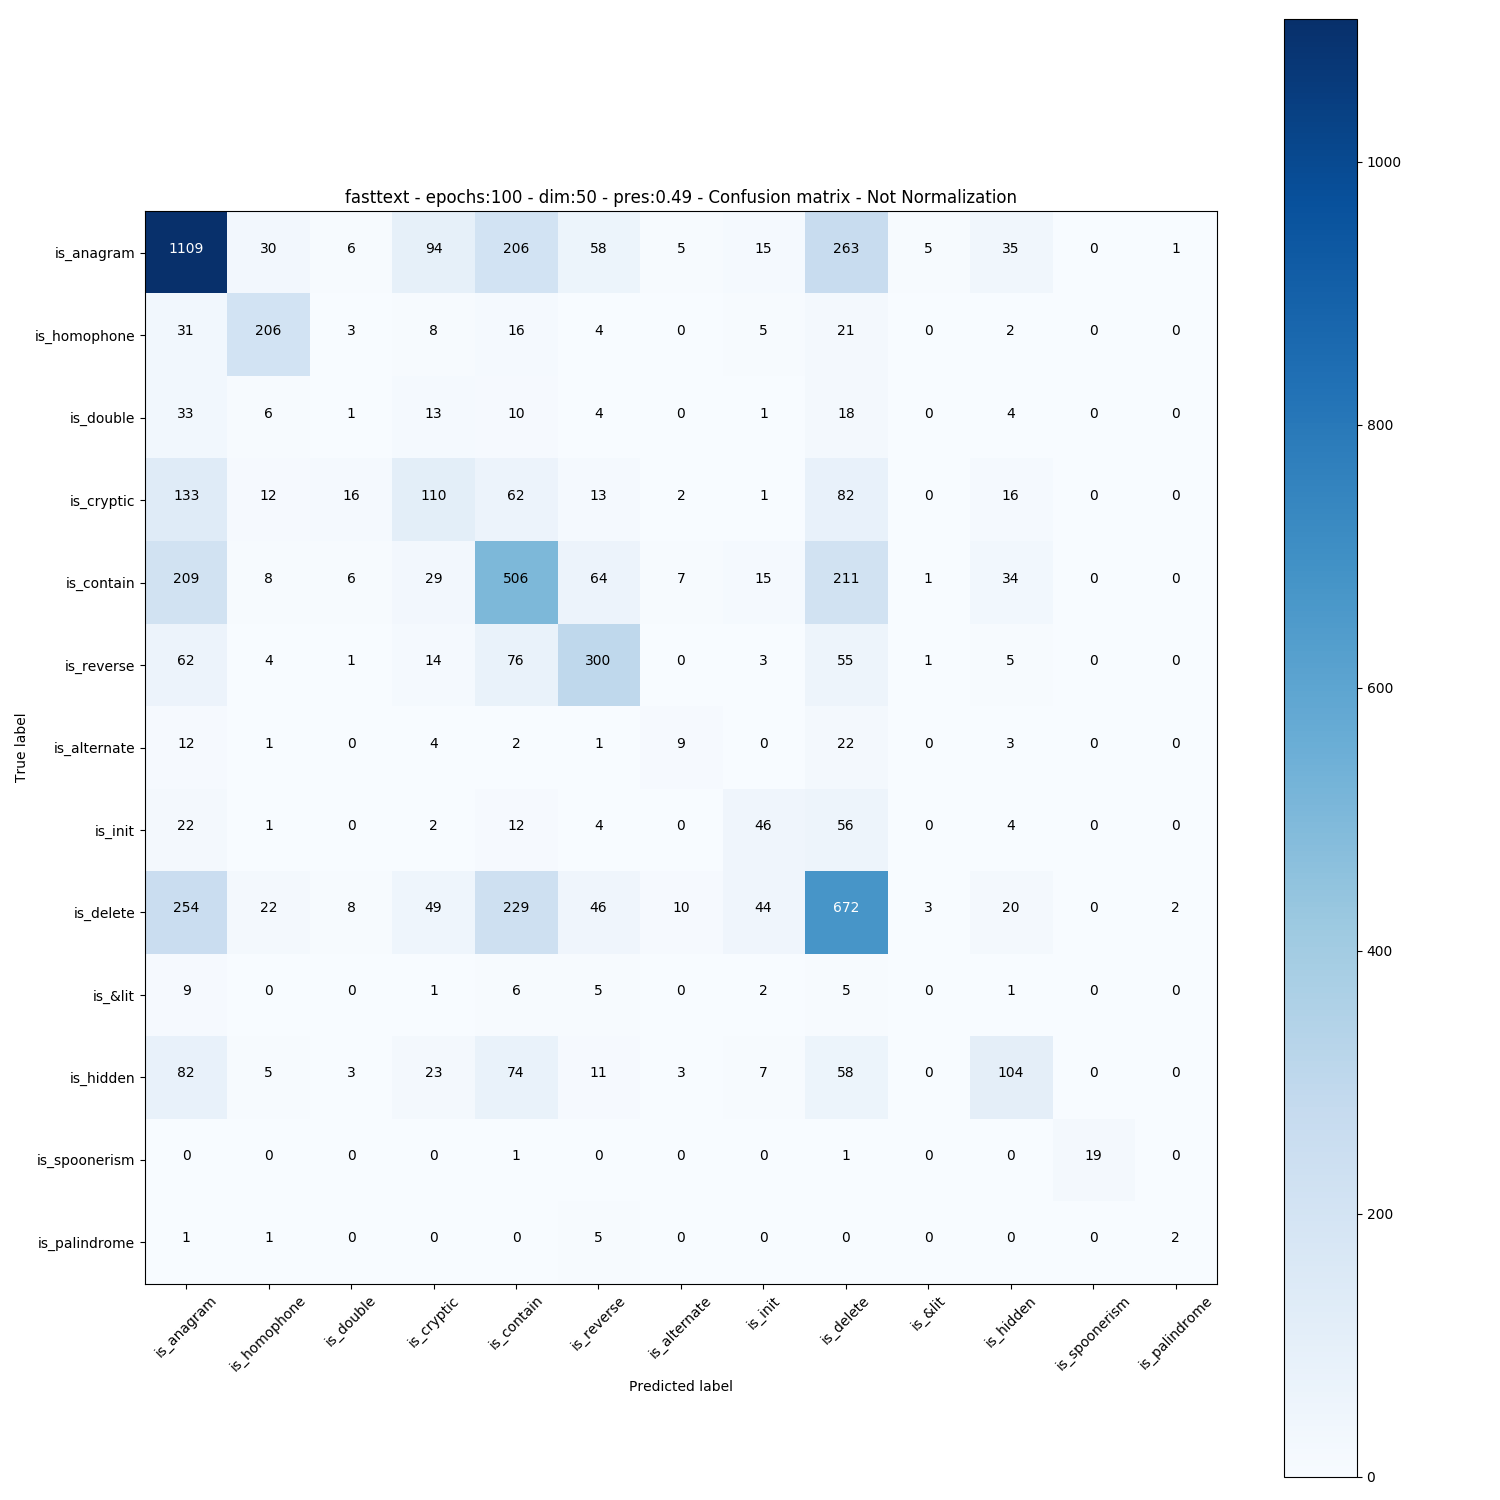 fasttext - epochs:100 - dim:50 - pres:0.49 - Confusion matrix - Not Normalization
is_anagram 1109 30 6 94 206 58 5 15 263 5 35 0 1
is_homophone 31 206 3 8 16 4 0 5 21 0 2 0 0
is_double 33 6 1 13 10 4 0 1 18 0 4 0 0
is_cryptic 133 12 16 110 62 13 2 1 82 0 16 0 0
is_contain 209 8 6 29 506 64 7 15 211 1 34 0 0
is_reverse 62 4 1 14 76 300 0 3 55 1 5 0 0
is_alternate 12 1 0 4 2 1 9 0 22 0 3 0 0
is_init 22 1 0 2 12 4 0 46 56 0 4 0 0
is_delete 254 22 8 49 229 46 10 44 672 3 20 0 2
is_&lit 9 0 0 1 6 5 0 2 5 0 1 0 0
is_hidden 82 5 3 23 74 11 3 7 58 0 104 0 0
is_spoonerism 0 0 0 0 1 0 0 0 1 0 0 19 0
is_palindrome 1 1 0 0 0 5 0 0 0 0 0 0 2
is_anagram is_homophone is_double is_cryptic is_contain is_reverse is_alternate is_init is_delete is_&lit is_hidden is_spoonerism is_palindrome
Predicted label
True label
1000
800
600
400
200
0